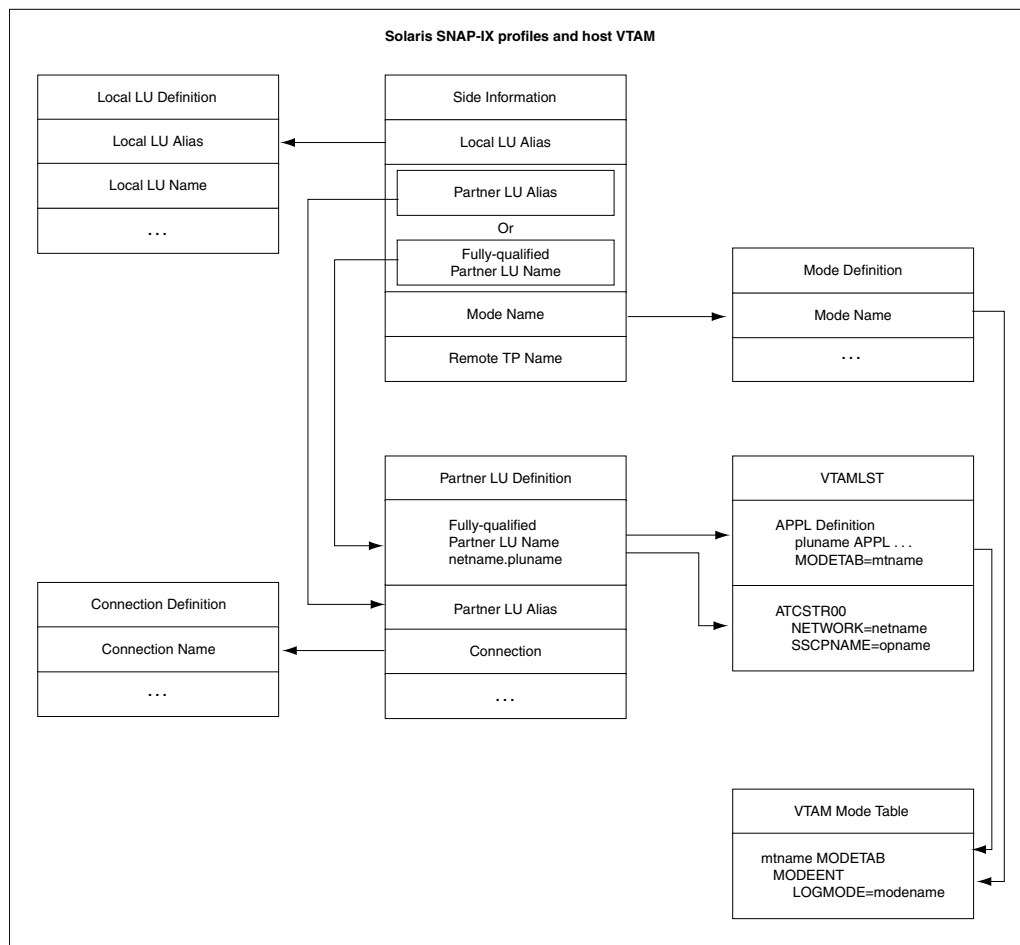 Solaris SNAP-IX profiles and host VTAM
Local LU Definition
Local LU Alias
Local LU Name
. . .
Side Information
Local LU Alias
Partner LU Alias
Or
Fully-qualified
Partner LU Name
Mode Name
Remote TP Name
Mode Definition
Mode Name
. . .
Partner LU Definition
Fully-qualified
Partner LU Name
netname.pluname
Partner LU Alias
Connection
. . .
VTAMLST
APPL Definition
pluname APPL . . .
MODETAB=mtname
ATCSTR00
NETWORK=netname
SSCPNAME=opname
Connection Definition
Connection Name
. . .
VTAM Mode Table
mtname MODETAB
MODEENT
LOGMODE=modename